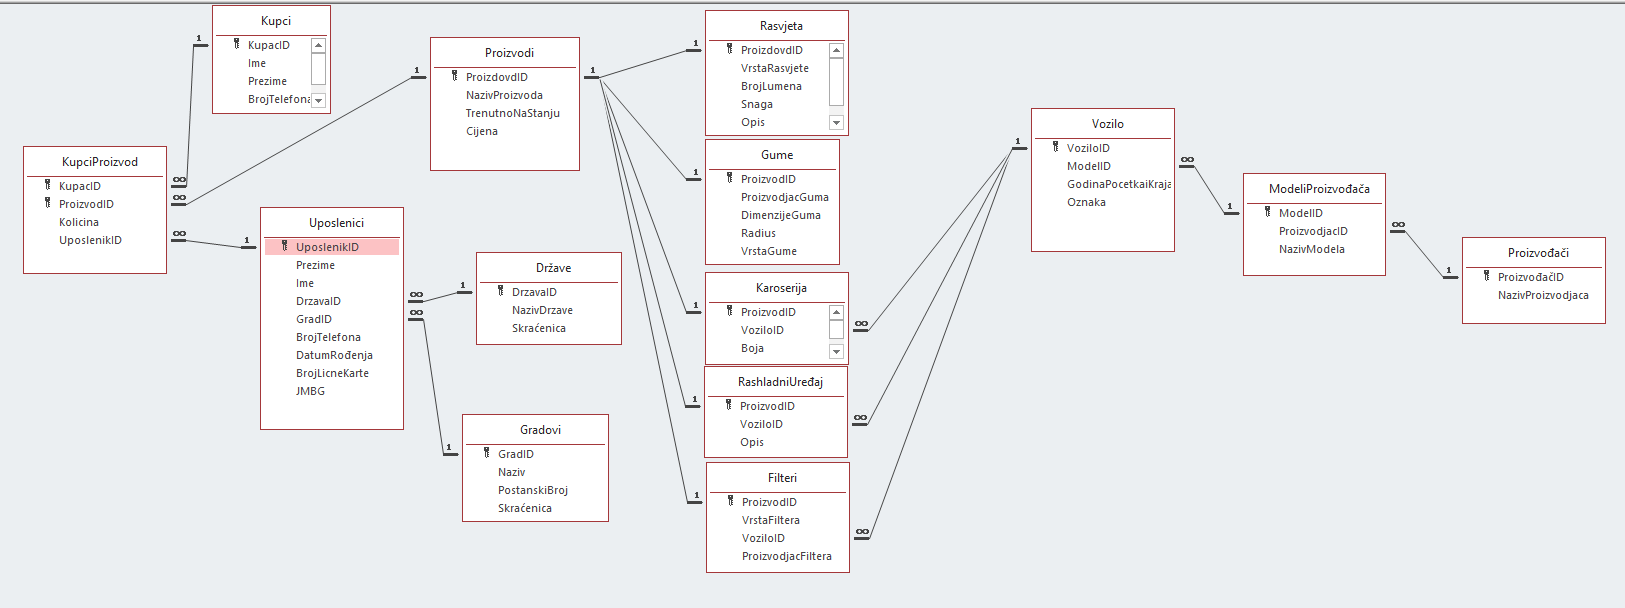 Kupci
KupacID
Ime
Prezime
BrojTelefona
KupciProizvod
KupacID
ProizvodID
Kolicina
UposlenikID
Proizvodi
ProizdovdID
NazivProizvoda
TrenutnoNaStanju
Cijena
Uposlenici
UposlenikID
Prezime
Ime
DrzavaID
GradID
BrojTelefona
DatumRođenja
BrojLicneKarte
JMBG
Države
DrzavaID
NazivDrzave
Skraćenica
Gradovi
GradID
Naziv
PostanskiBroj
Skraćenica
Rasvjeta
ProizdovdID
VrstaRasvjete
BrojLumena
Snaga
Opis
Gume
ProizvodID
ProizvodjacGuma
DimenzijeGuma
Radius
VrstaGume
Karoserija
ProizvodID
VoziloID
Boja
RashladniUređaj
ProizvodID
VoziloID
Opis
Filteri
ProizvodID
VrstaFiltera
VoziloID
ProizvodjacFiltera
Vozilo
VoziloID
ModelID
GodinaPocetkaiKraja
Oznaka
ModeliProizvođača
ModelID
ProizvodjacID
NazivModela
Proizvođači
ProizvođačID
NazivProizvodjaca
1
∞
1
∞
∞
1
∞
1
∞
1
1
1
1
1
1
1
∞
∞
∞
1
∞
1
∞
1